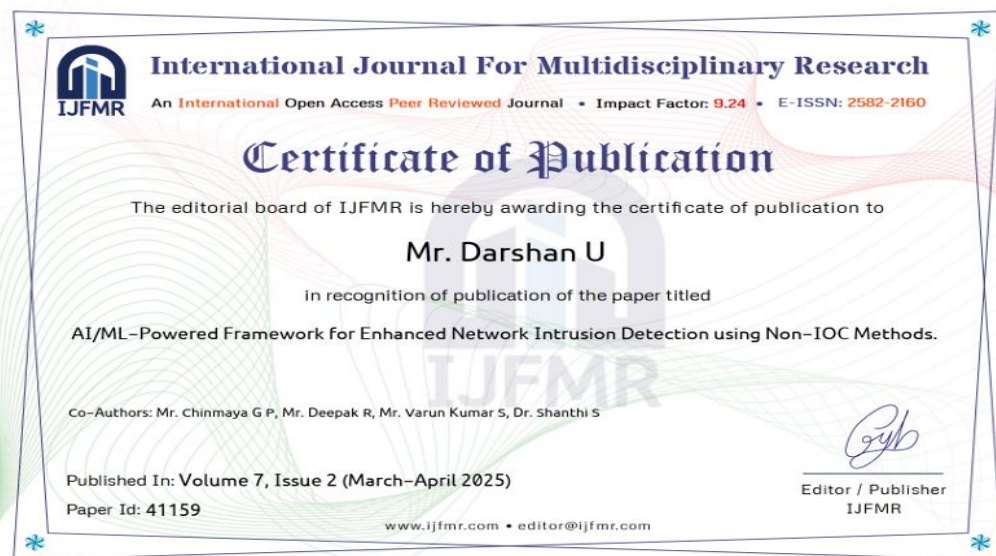 International Journal For Multidisciplinary Research
IJFMR
An International Open Access Peer Reviewed Journal • Impact Factor: 9.24 • E-ISSN: 2582-2160
Certificate of Publication
The editorial board of IJFMR is hereby awarding the certificate of publication to
Mr. Darshan U
in recognition of publication of the paper titled
AI/ML-Powered Framework for Enhanced Network Intrusion Detection using Non-IOC Methods.
IJFMR
Co-Authors: Mr. Chinmaya G P, Mr. Deepak R, Mr. Varun Kumar S, Dr. Shanthi S
Published In: Volume 7, Issue 2 (March-April 2025)
Paper Id: 41159
Editor / Publisher
IJFMR
www.ijfmr.com • editor@ijfmr.com